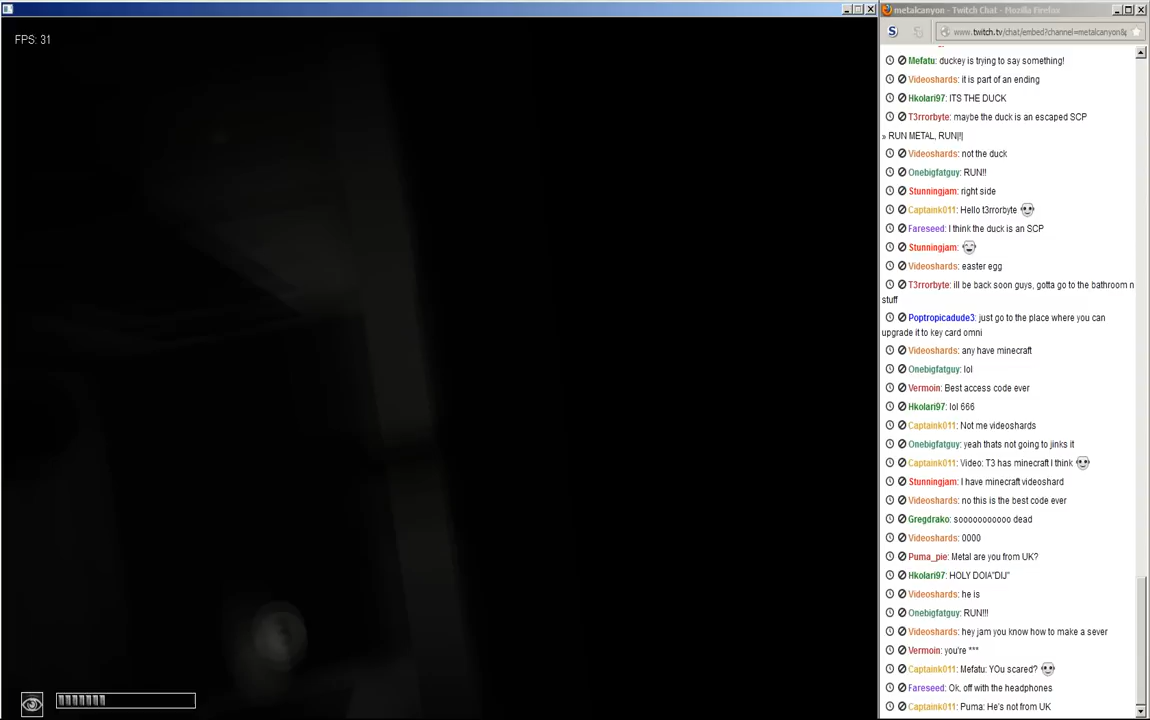 metalcanyon - Twitch Chat - Mozilla Firefox
www.twitch.tv/chat/embed?channel=metalcanyon&
FPS: 31
Mefatu: duckey is trying to say something!
Videoshards: it is part of an ending
Hkolari97: ITS THE DUCK
T3rrorbyte: maybe the duck is an escaped SCP
» RUN METAL, RUN|!|
Videoshards: not the duck
Onebigfatguy: RUN!!
Stunningjam: right side
Captaink011: Hello t3rrorbyte
Fareseed: I think the duck is an SCP
Stunningjam:
Videoshards: easter egg
T3rrorbyte: ill be back soon guys, gotta go to the bathroom n
stuff
Poptropicadude3: just go to the place where you can
upgrade it to key card omni
Videoshards: any have minecraft
Onebigfatguy: lol
Vermoin: Best access code ever
Hkolari97: lol 666
Captaink011: Not me videoshards
Onebigfatguy: yeah thats not going to jinks it
Captaink011: Video: T3 has minecraft I think
Stunningjam: I have minecraft videoshard
Videoshards: no this is the best code ever
Gregdrako: sooooooooooo dead
Videoshards: 0000
Puma_pie: Metal are you from UK?
Hkolari97: HOLY DOIA"DIJ"
Videoshards: he is
Onebigfatguy: RUN!!!
Videoshards: hey jam you know how to make a sever
Vermoin: you're ***
Captaink011: Mefatu: YOu scared?
Fareseed: Ok, off with the headphones
Captaink011: Puma: He's not from UK